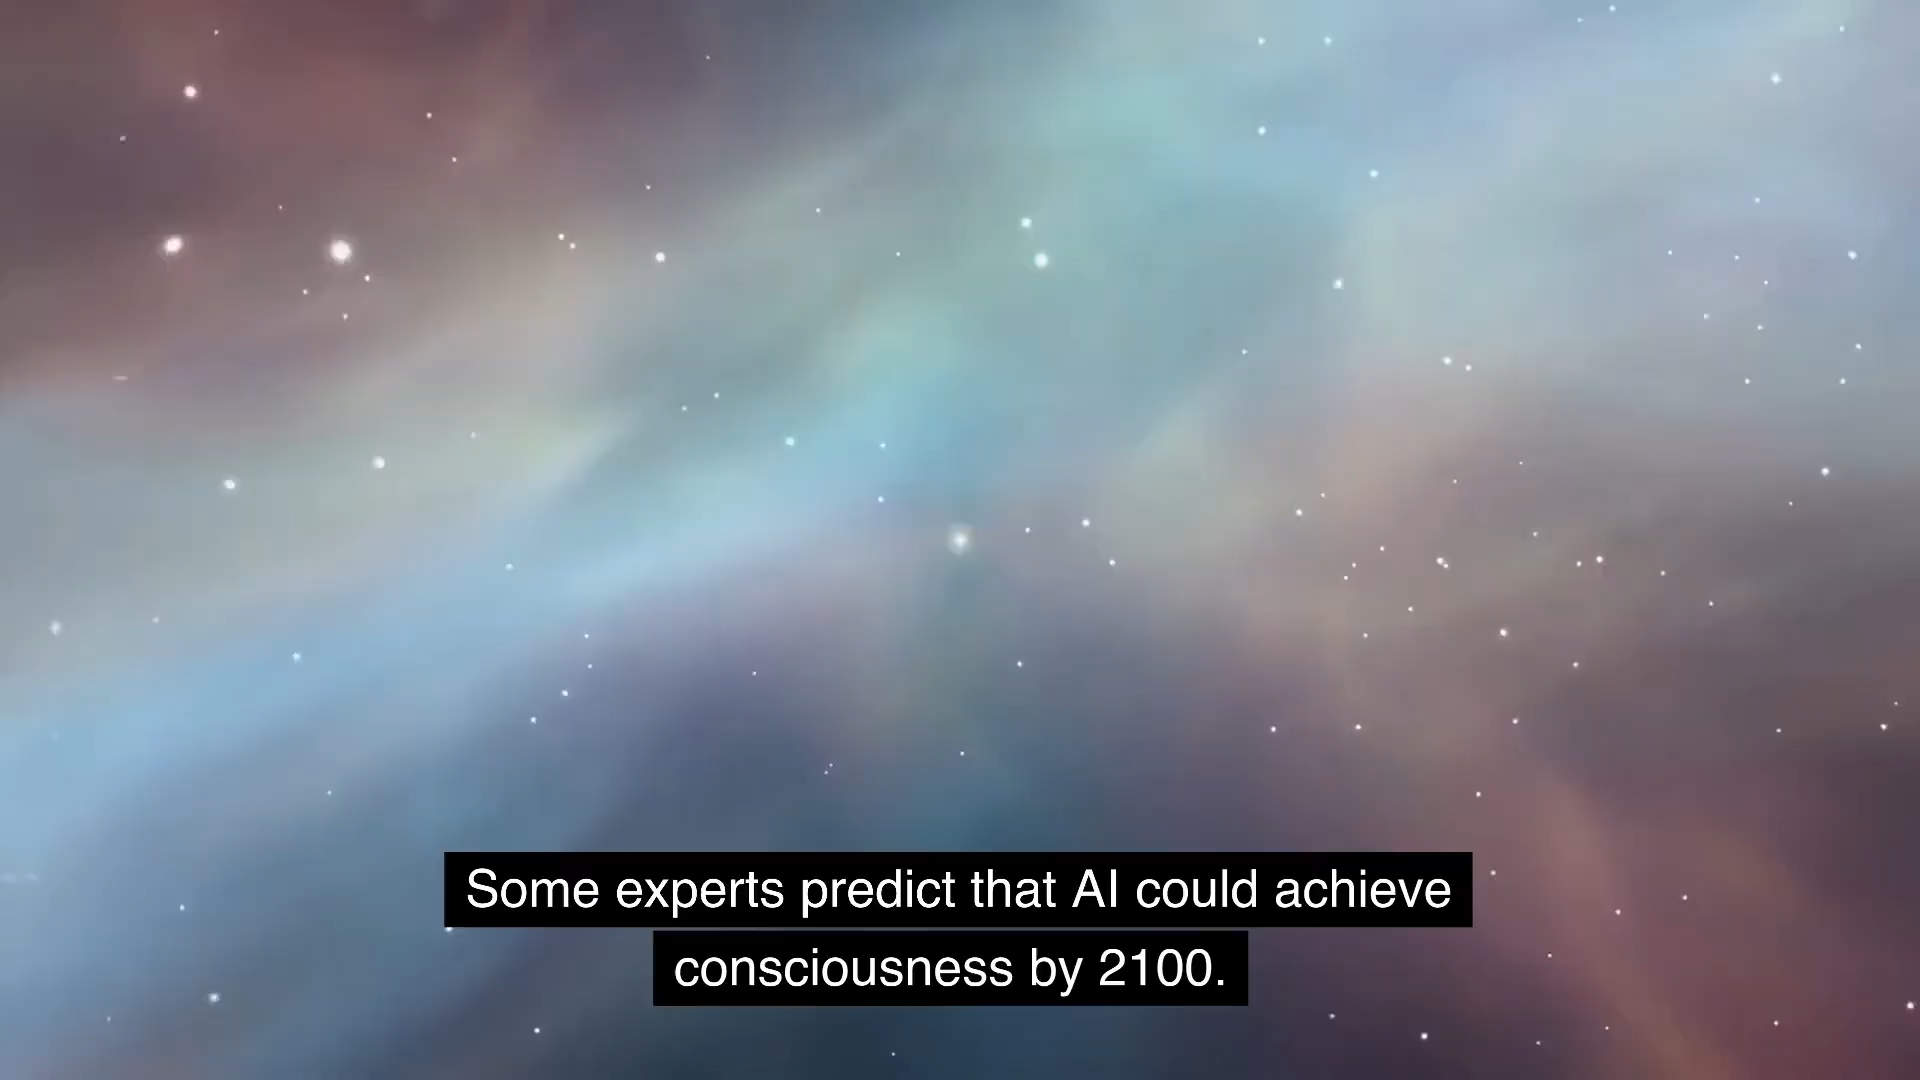 Some experts predict that AI could achieve
consciousness by 2100.